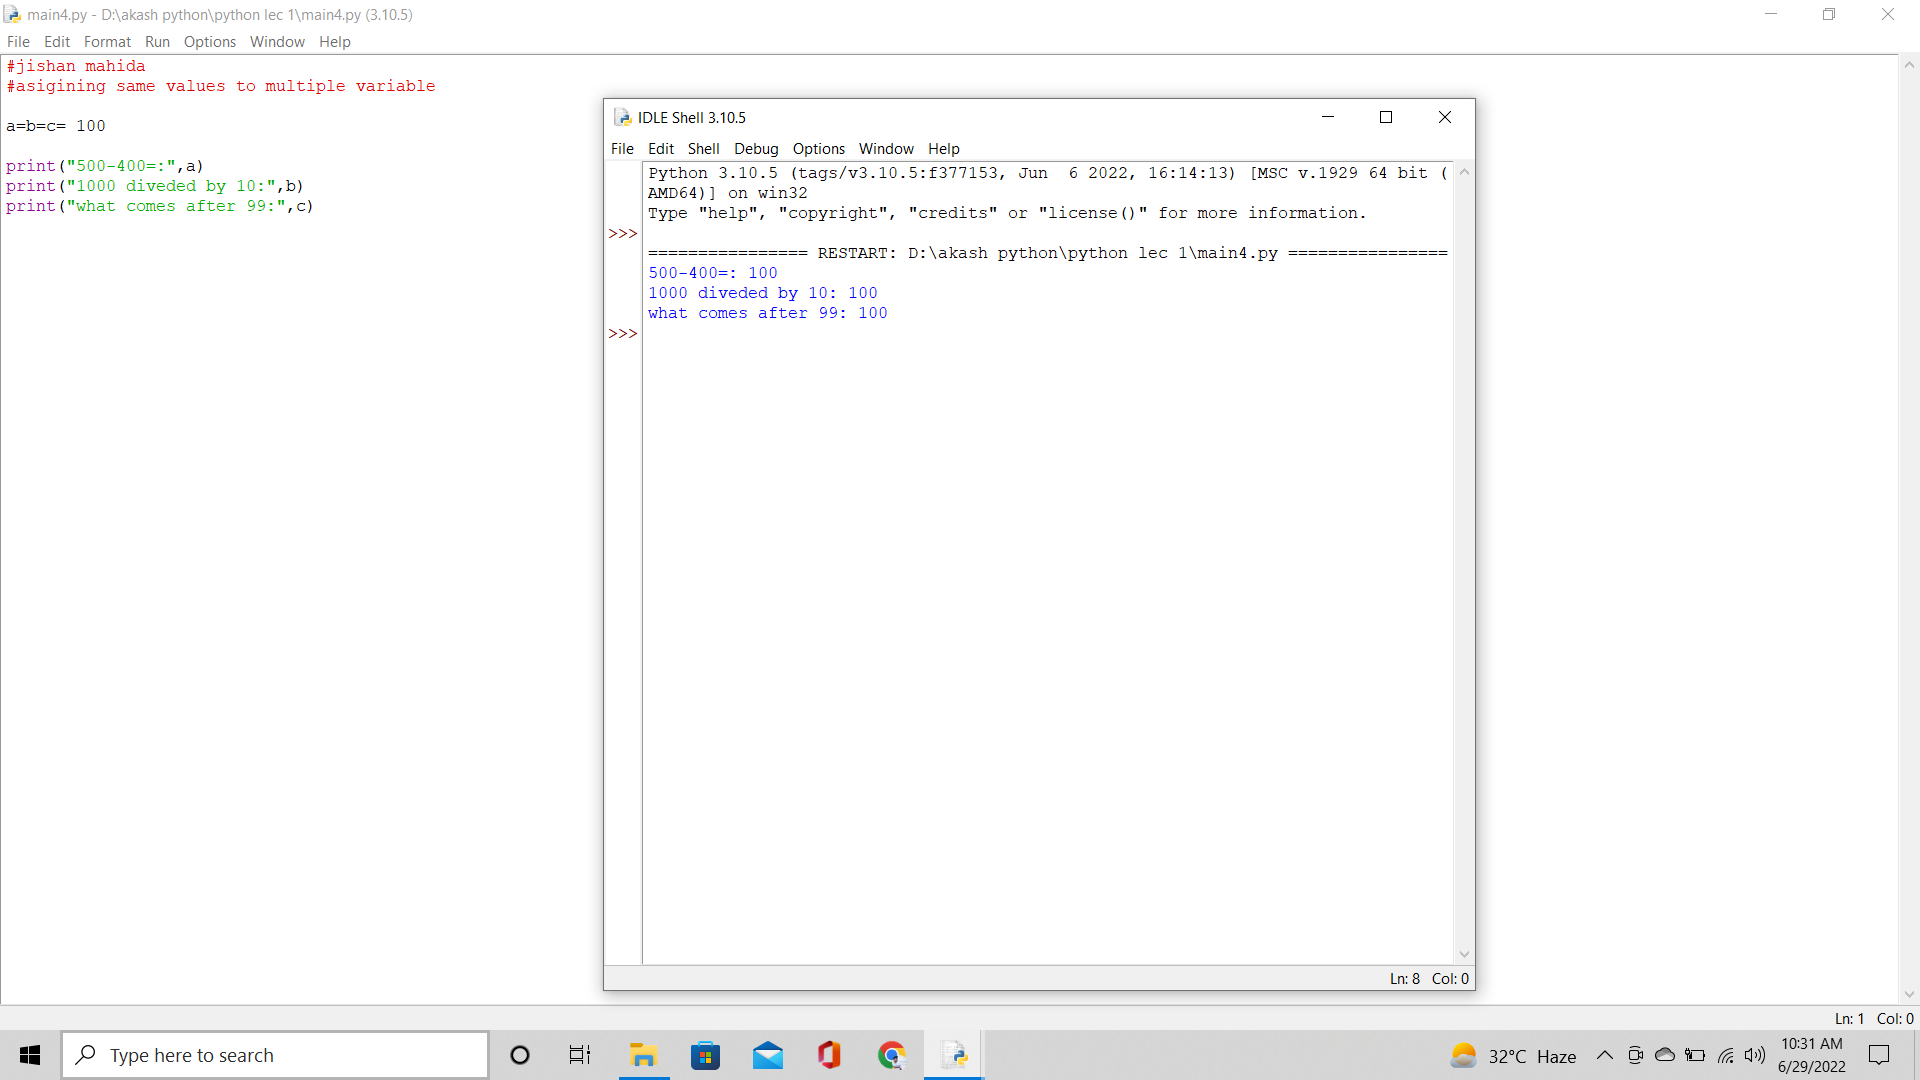 main4.py - D:\akash python\python lec 1\main4.py (3.10.5)
File Edit Format Run Options Window Help
#jishan mahida
#asigining same values to multiple variable
a=b=c= 100
print("500-400=:",a)
print("1000 diveded by 10:",b)
print("what comes after 99:",c)
IDLE Shell 3.10.5
File Edit Shell Debug Options Window Help
Python 3.10.5 (tags/v3.10.5:f377153, Jun  6 2022, 16:14:13) [MSC v.1929 64 bit (
AMD64)] on win32
Type "help", "copyright", "credits" or "license()" for more information.
>>>
================ RESTART: D:\akash python\python lec 1\main4.py ================
500-400=: 100
1000 diveded by 10: 100
what comes after 99: 100
>>>
Ln: 8 Col: 0
Ln: 1 Col: 0
Type here to search
32°C Haze
10:31 AM
6/29/2022